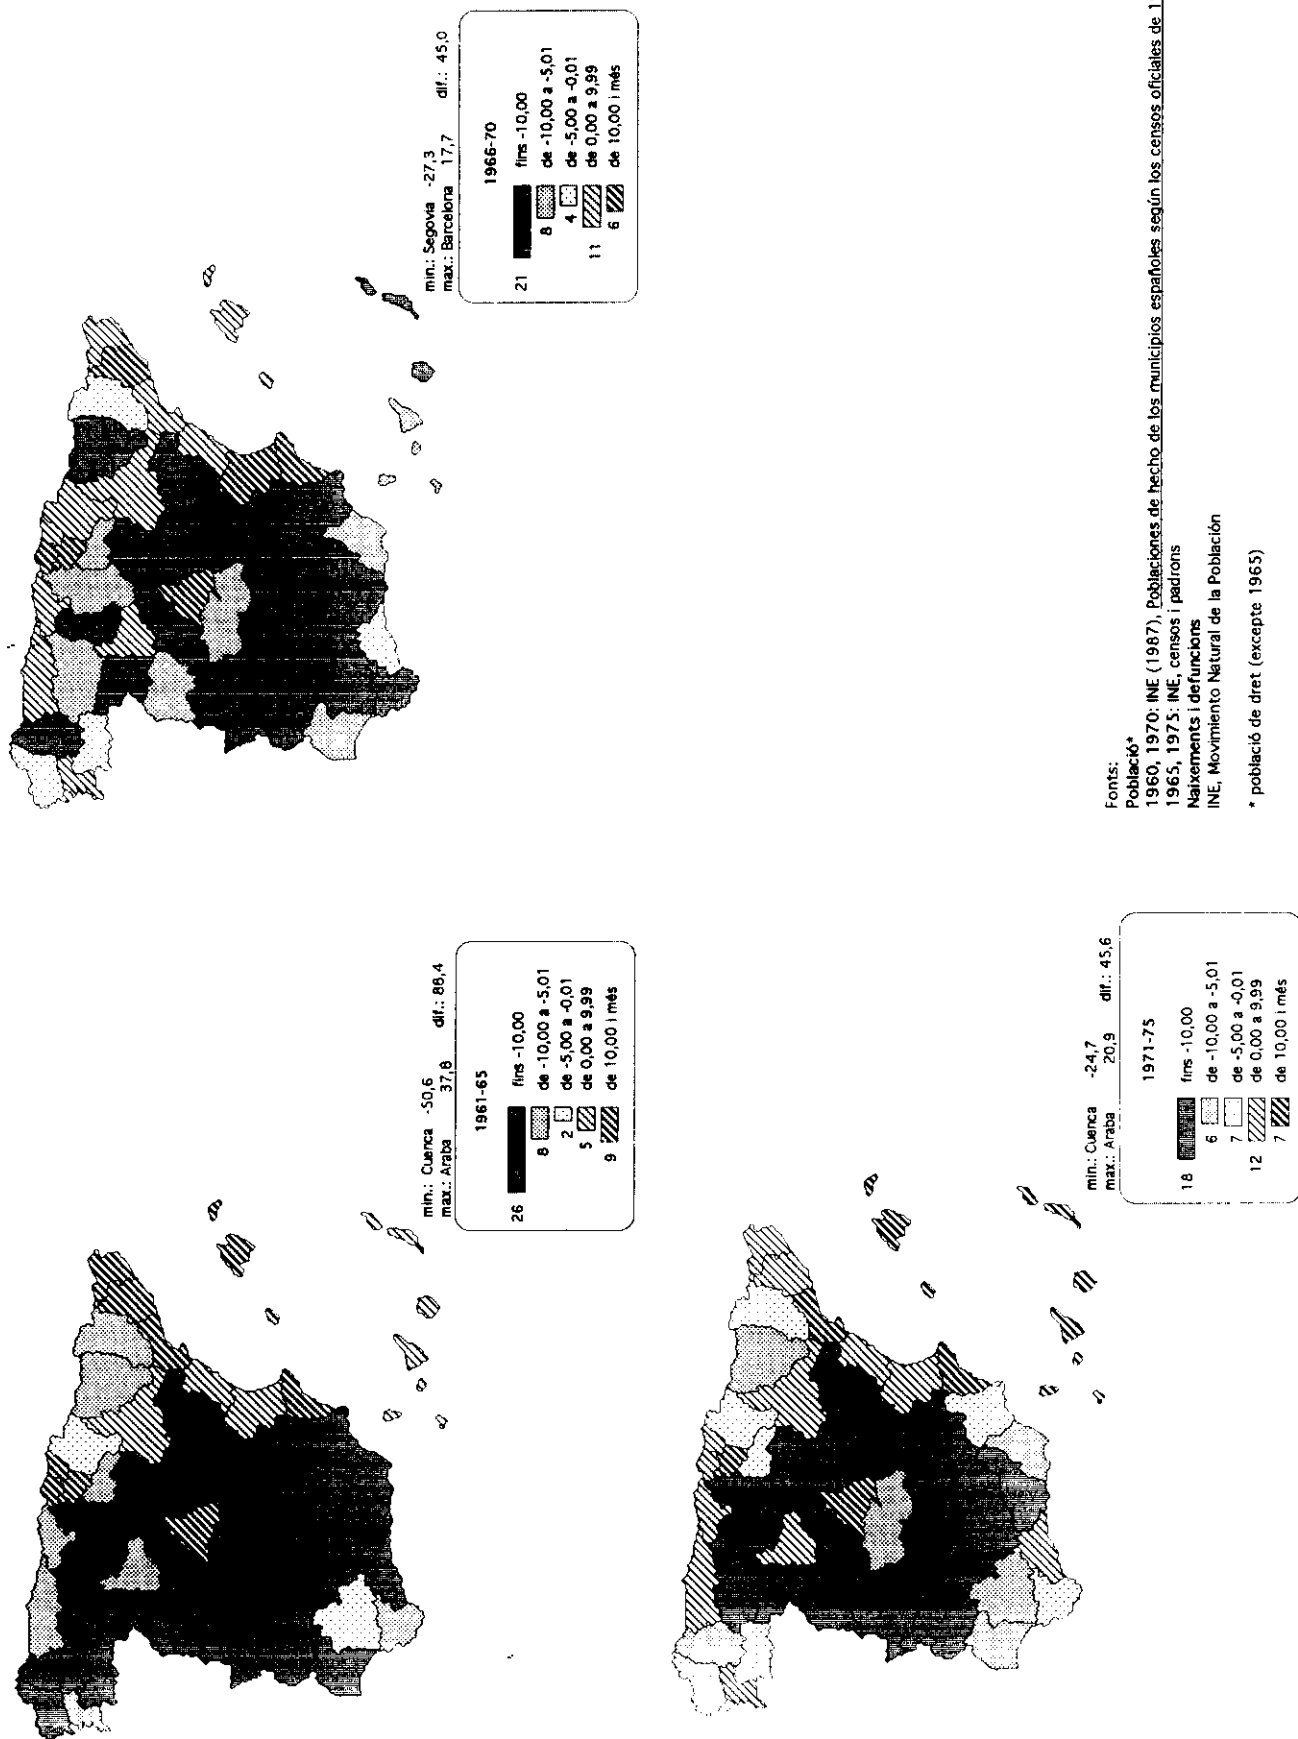 min.: Cuenca -50,6
max.: Araba 37,8 dif.: 88,4
1961-65
26 fins -10,00
8 de -10,00 a -5,01
2 de -5,00 a -0,01
5 de 0,00 a 9,99
9 de 10,00 i més
min.: Segovia -27,3
max.: Barcelona 17,7 dif.: 45,0
1966-70
21 fins -10,00
8 de -10,00 a -5,01
4 de -5,00 a -0,01
11 de 0,00 a 9,99
6 de 10,00 i més
min.: Cuenca -24,7
max.: Araba 20,9 dif.: 45,6
1971-75
18 fins -10,00
6 de -10,00 a -5,01
7 de -5,00 a -0,01
12 de 0,00 a 9,99
7 de 10,00 i més
Fonts:
Població*
1960, 1970: INE (1987), Poblaciones de hecho de los municipios españoles según los censos oficiales de 1
1965, 1975: INE, censos i padrons
Naixements i defuncions
INE, Movimiento Natural de la Población
* població de dret (excepte 1965)